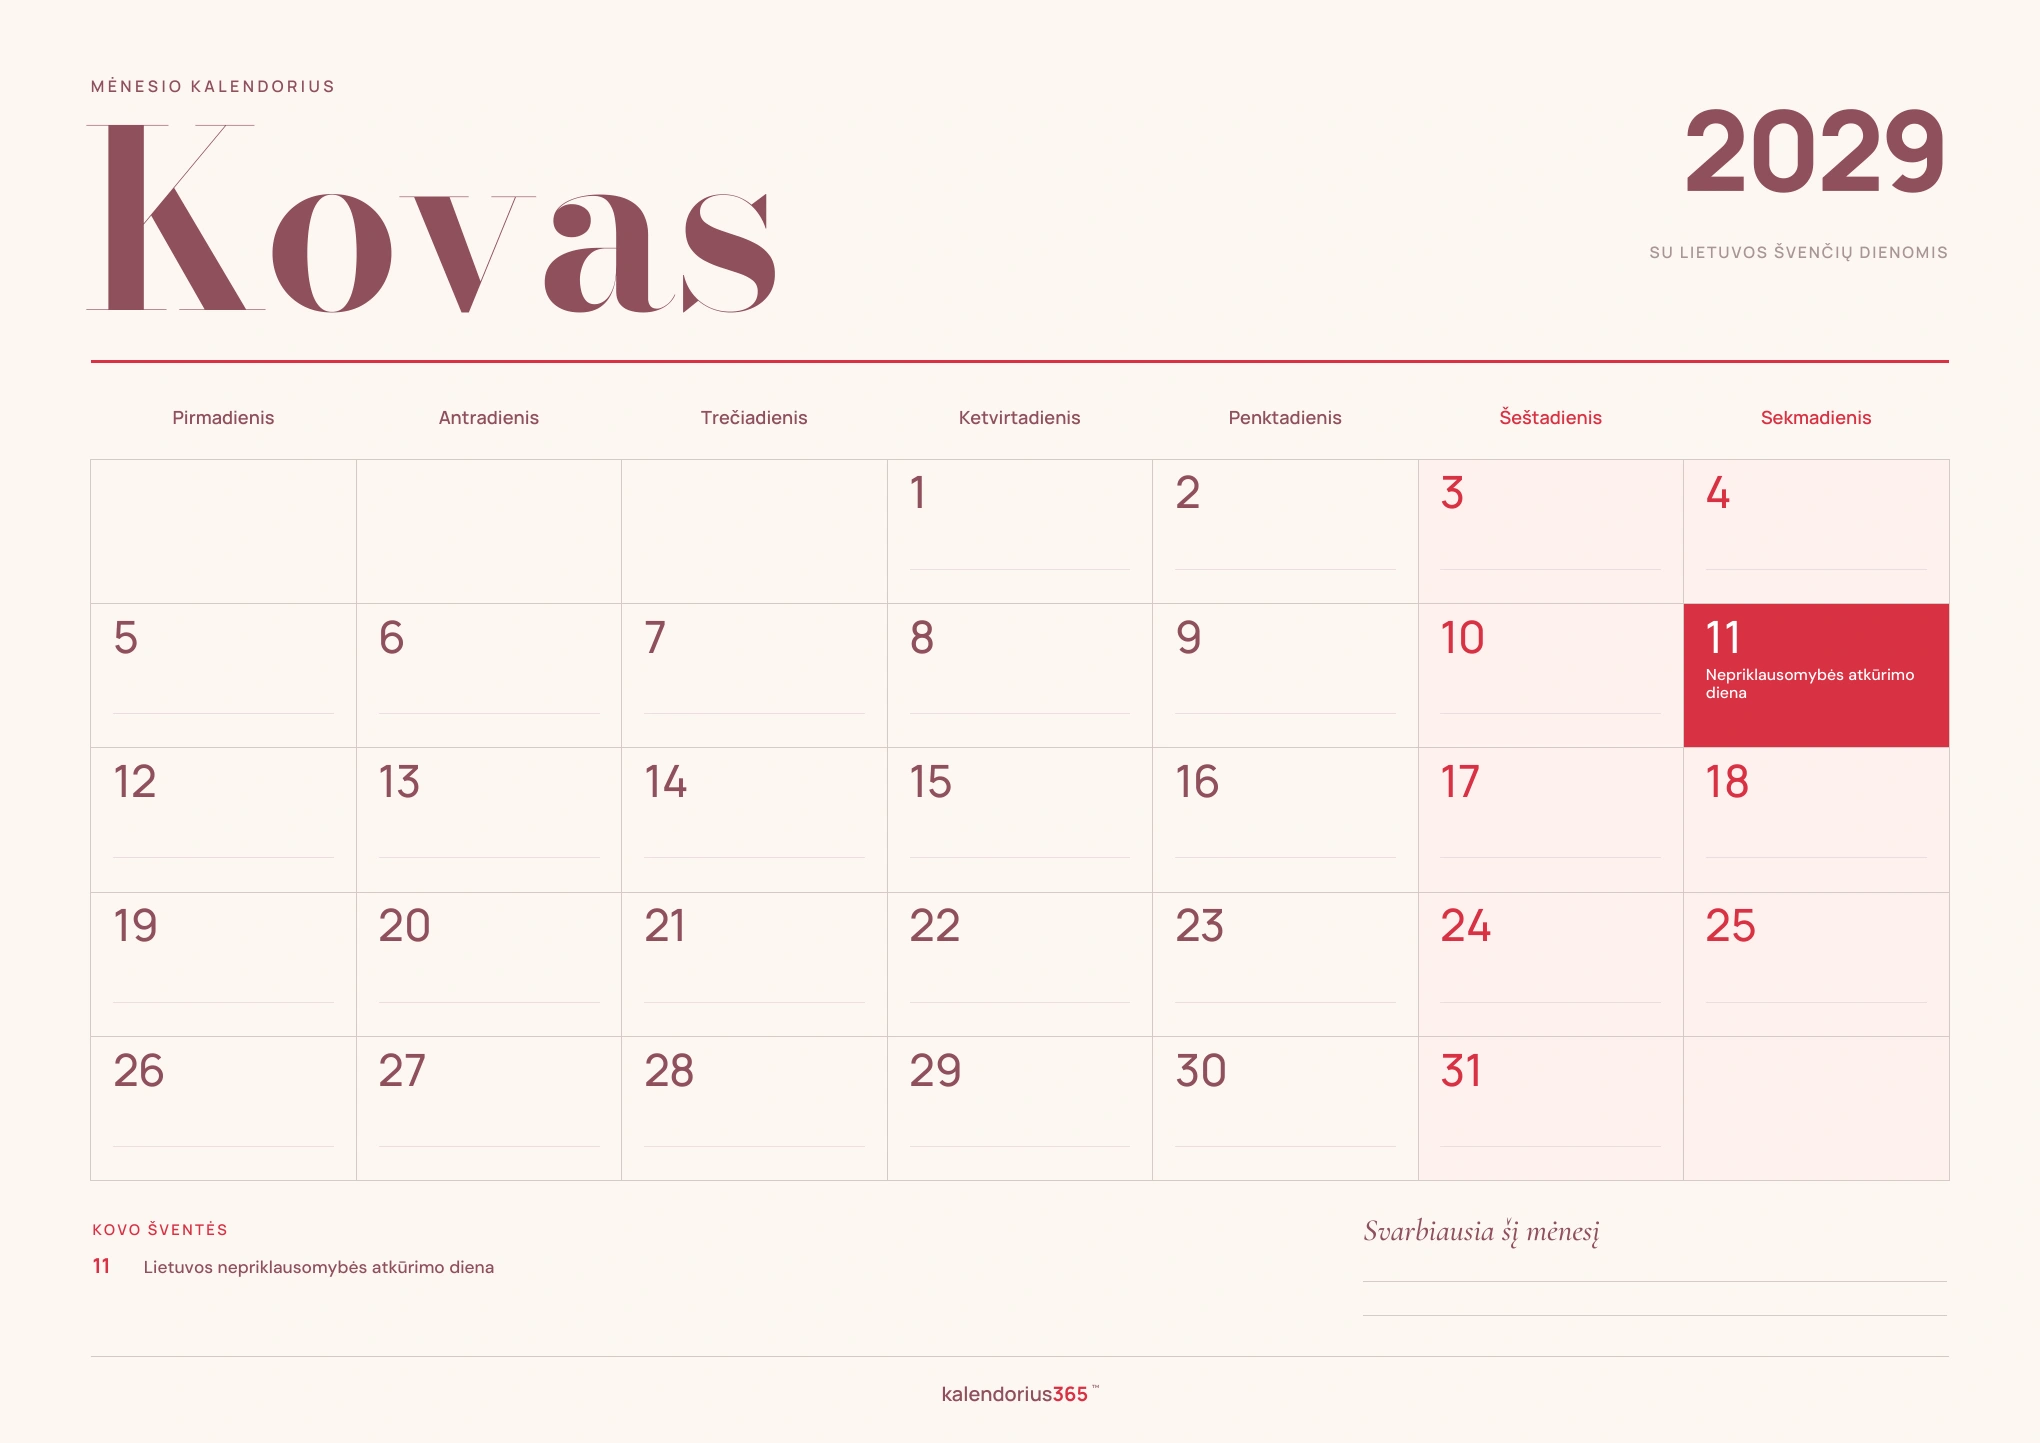 MĖNESIO KALENDORIUS
Kovas
2029
SU LIETUVOS ŠVENČIŲ DIENOMIS
Pirmadienis Antradienis Trečiadienis Ketvirtadienis Penktadienis Šeštadienis Sekmadienis
1 2 3 4
5 6 7 8 9 10 11
Nepriklausomybės atkūrimo
diena
12 13 14 15 16 17 18
19 20 21 22 23 24 25
26 27 28 29 30 31
KOVO ŠVENTĖS
11 Lietuvos nepriklausomybės atkūrimo diena
Svarbiausia šį mėnesį
kalendorius365™